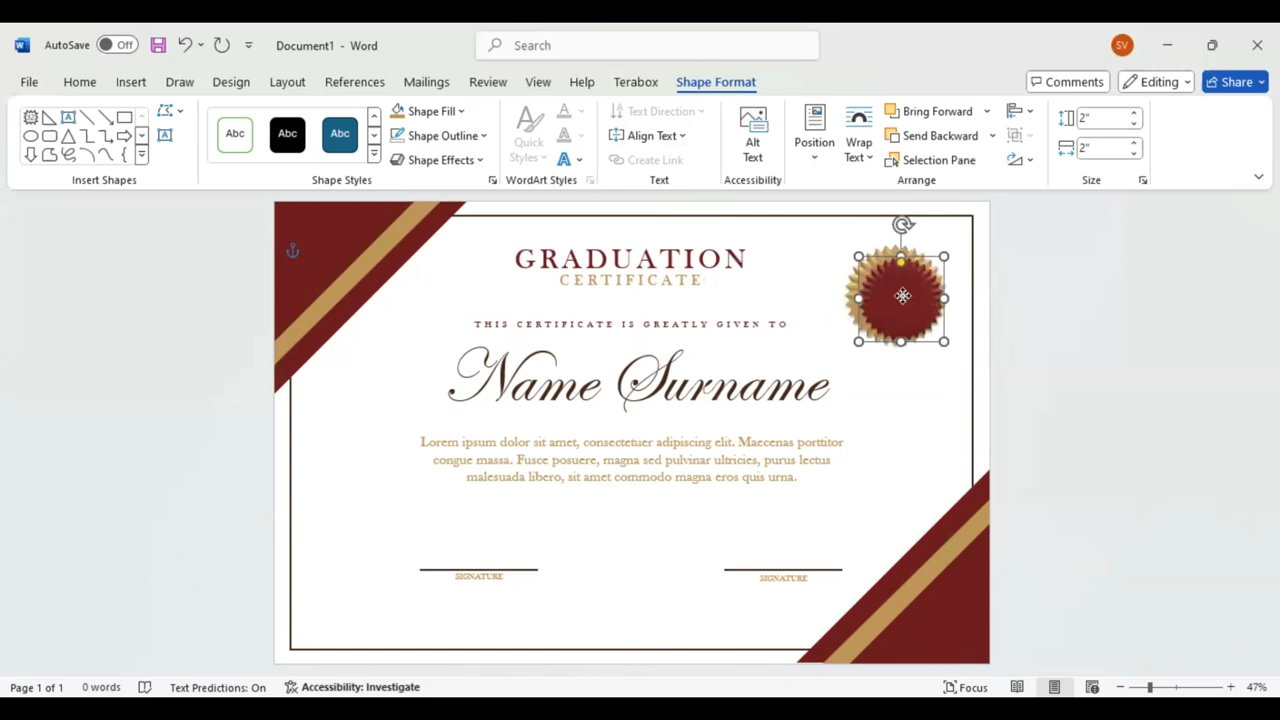 AutoSave Off Document1 - Word Search SV
File Home Insert Draw Design Layout References Mailings Review View Help Terabox Shape Format Comments Editing Share
Abc Abc Abc
Shape Fill
Shape Outline
Shape Effects
Quick
Styles
Text Direction
Align Text
Create Link
Alt
Text
Position
Wrap
Text
Bring Forward
Send Backward
Selection Pane
2"
2"
Insert Shapes Shape Styles WordArt Styles Text Accessibility Arrange Size
GRADUATION
CERTIFICATE
THIS CERTIFICATE IS GREATLY GIVEN TO
Name Surname
Lorem ipsum dolor sit amet, consectetuer adipiscing elit. Maecenas porttitor
congue massa. Fusce posuere, magna sed pulvinar ultricies, purus lectus
malesuada libero, sit amet commodo magna eros quis urna.
SIGNATURE SIGNATURE
Page 1 of 1 0 words Text Predictions: On Accessibility: Investigate Focus 47%